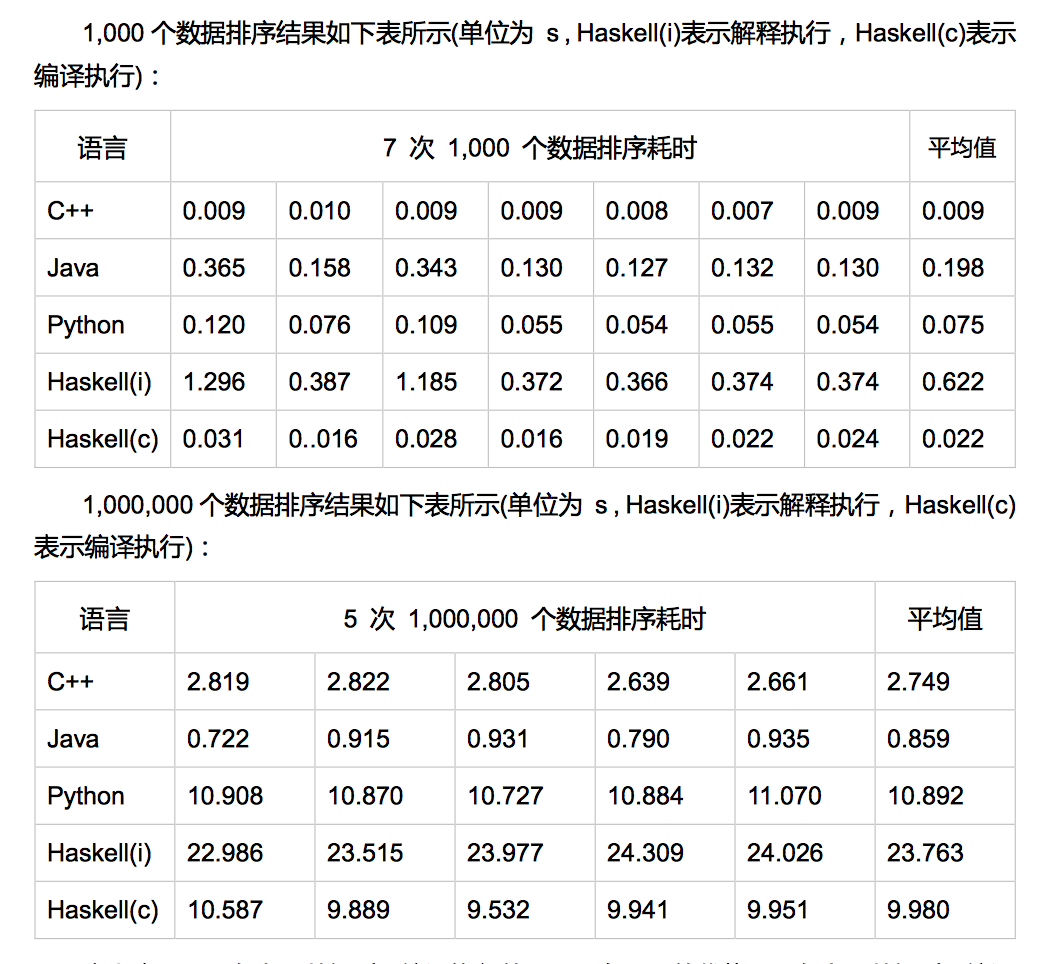 1,000 个数据排序结果如下表所示(单位为 s , Haskell(i)表示解释执行，Haskell(c)表示
编译执行)：
语言 7 次 1,000 个数据排序耗时 平均值
C++ 0.009 0.010 0.009 0.009 0.008 0.007 0.009 0.009
Java 0.365 0.158 0.343 0.130 0.127 0.132 0.130 0.198
Python 0.120 0.076 0.109 0.055 0.054 0.055 0.054 0.075
Haskell(i) 1.296 0.387 1.185 0.372 0.366 0.374 0.374 0.622
Haskell(c) 0.031 0..016 0.028 0.016 0.019 0.022 0.024 0.022
1,000,000 个数据排序结果如下表所示(单位为 s , Haskell(i)表示解释执行，Haskell(c)
表示编译执行)：
语言 5 次 1,000,000 个数据排序耗时 平均值
C++ 2.819 2.822 2.805 2.639 2.661 2.749
Java 0.722 0.915 0.931 0.790 0.935 0.859
Python 10.908 10.870 10.727 10.884 11.070 10.892
Haskell(i) 22.986 23.515 23.977 24.309 24.026 23.763
Haskell(c) 10.587 9.889 9.532 9.941 9.951 9.980